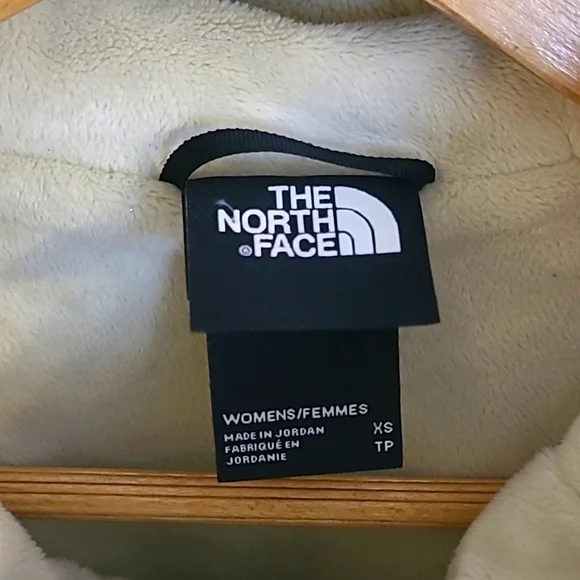 THE
NORTH
®FACE
WOMENS/FEMMES
MADE IN JORDAN XS
FABRIQUÉ EN TP
JORDANIE